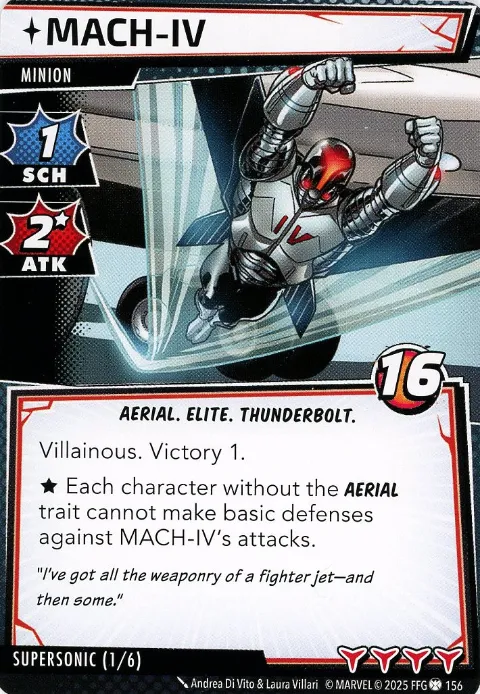 MACH-IV
MINION
1
SCH
2★
ATK
IV
16
AERIAL. ELITE. THUNDERBOLT.
Villainous. Victory 1.
★ Each character without the AERIAL
trait cannot make basic defenses
against MACH-IV's attacks.
"I've got all the weaponry of a fighter jet—and
then some."
SUPERSONIC (1/6)
Andrea Di Vito & Laura Villari © MARVEL © 2025 FFG 156